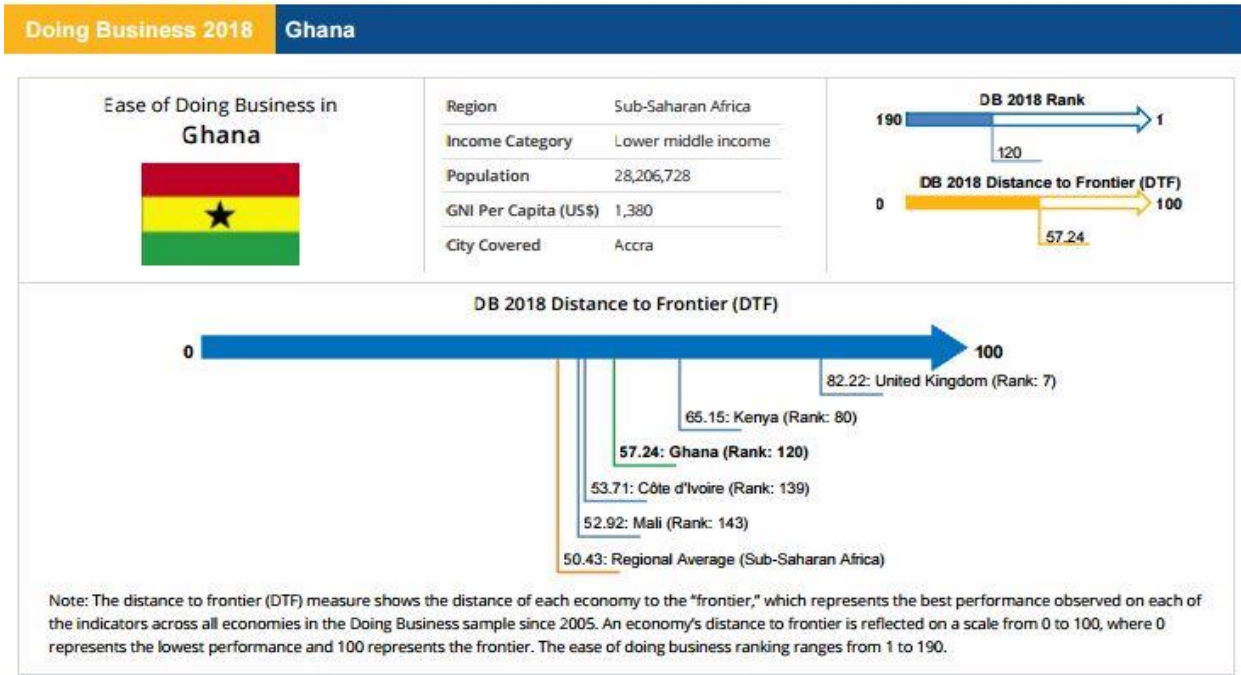 Doing Business 2018 Ghana
Ease of Doing Business in
Ghana
Region Sub-Saharan Africa
Income Category Lower middle income
Population 28,206,728
GNI Per Capita (US$) 1,380
City Covered Accra
DB 2018 Rank
190 1
120
DB 2018 Distance to Frontier (DTF)
0 100
57.24
DB 2018 Distance to Frontier (DTF)
0 100
82.22: United Kingdom (Rank: 7)
65.15: Kenya (Rank: 80)
57.24: Ghana (Rank: 120)
53.71: Côte d'Ivoire (Rank: 139)
52.92: Mali (Rank: 143)
50.43: Regional Average (Sub-Saharan Africa)
Note: The distance to frontier (DTF) measure shows the distance of each economy to the “frontier,” which represents the best performance observed on each of
the indicators across all economies in the Doing Business sample since 2005. An economy’s distance to frontier is reflected on a scale from 0 to 100, where 0
represents the lowest performance and 100 represents the frontier. The ease of doing business ranking ranges from 1 to 190.